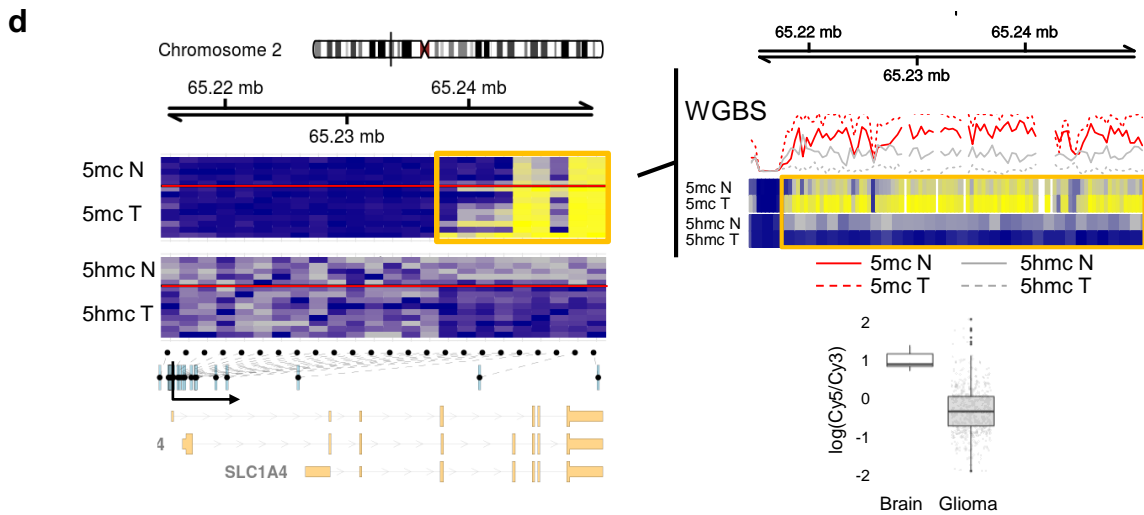 d
Chromosome 2
65.22 mb 65.24 mb
65.23 mb
5mc N
5mc T
5hmc N
5hmc T
4
SLC1A4
65.22 mb 65.24 mb
65.23 mb
WGBS
5mc N
5mc T
5hmc N
5hmc T
5mc N 5hmc N
5mc T 5hmc T
log(Cy5/Cy3)
2
1
0
-1
-2
Brain Glioma